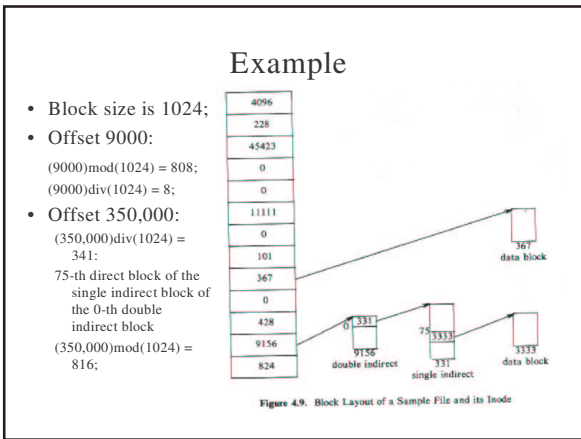 Example
• Block size is 1024;
• Offset 9000:
(9000)mod(1024) = 808;
(9000)div(1024) = 8;
• Offset 350,000:
(350,000)div(1024) =
341:
75-th direct block of the
single indirect block of
the 0-th double
indirect block
(350,000)mod(1024) =
816;
4096
228
45423
0
0
11111
0
101
367
0
428
9156
824
367
data block
0
331
9156
double indirect
75
3333
331
single indirect
3333
data block
Figure 4.9. Block Layout of a Sample File and its Inode